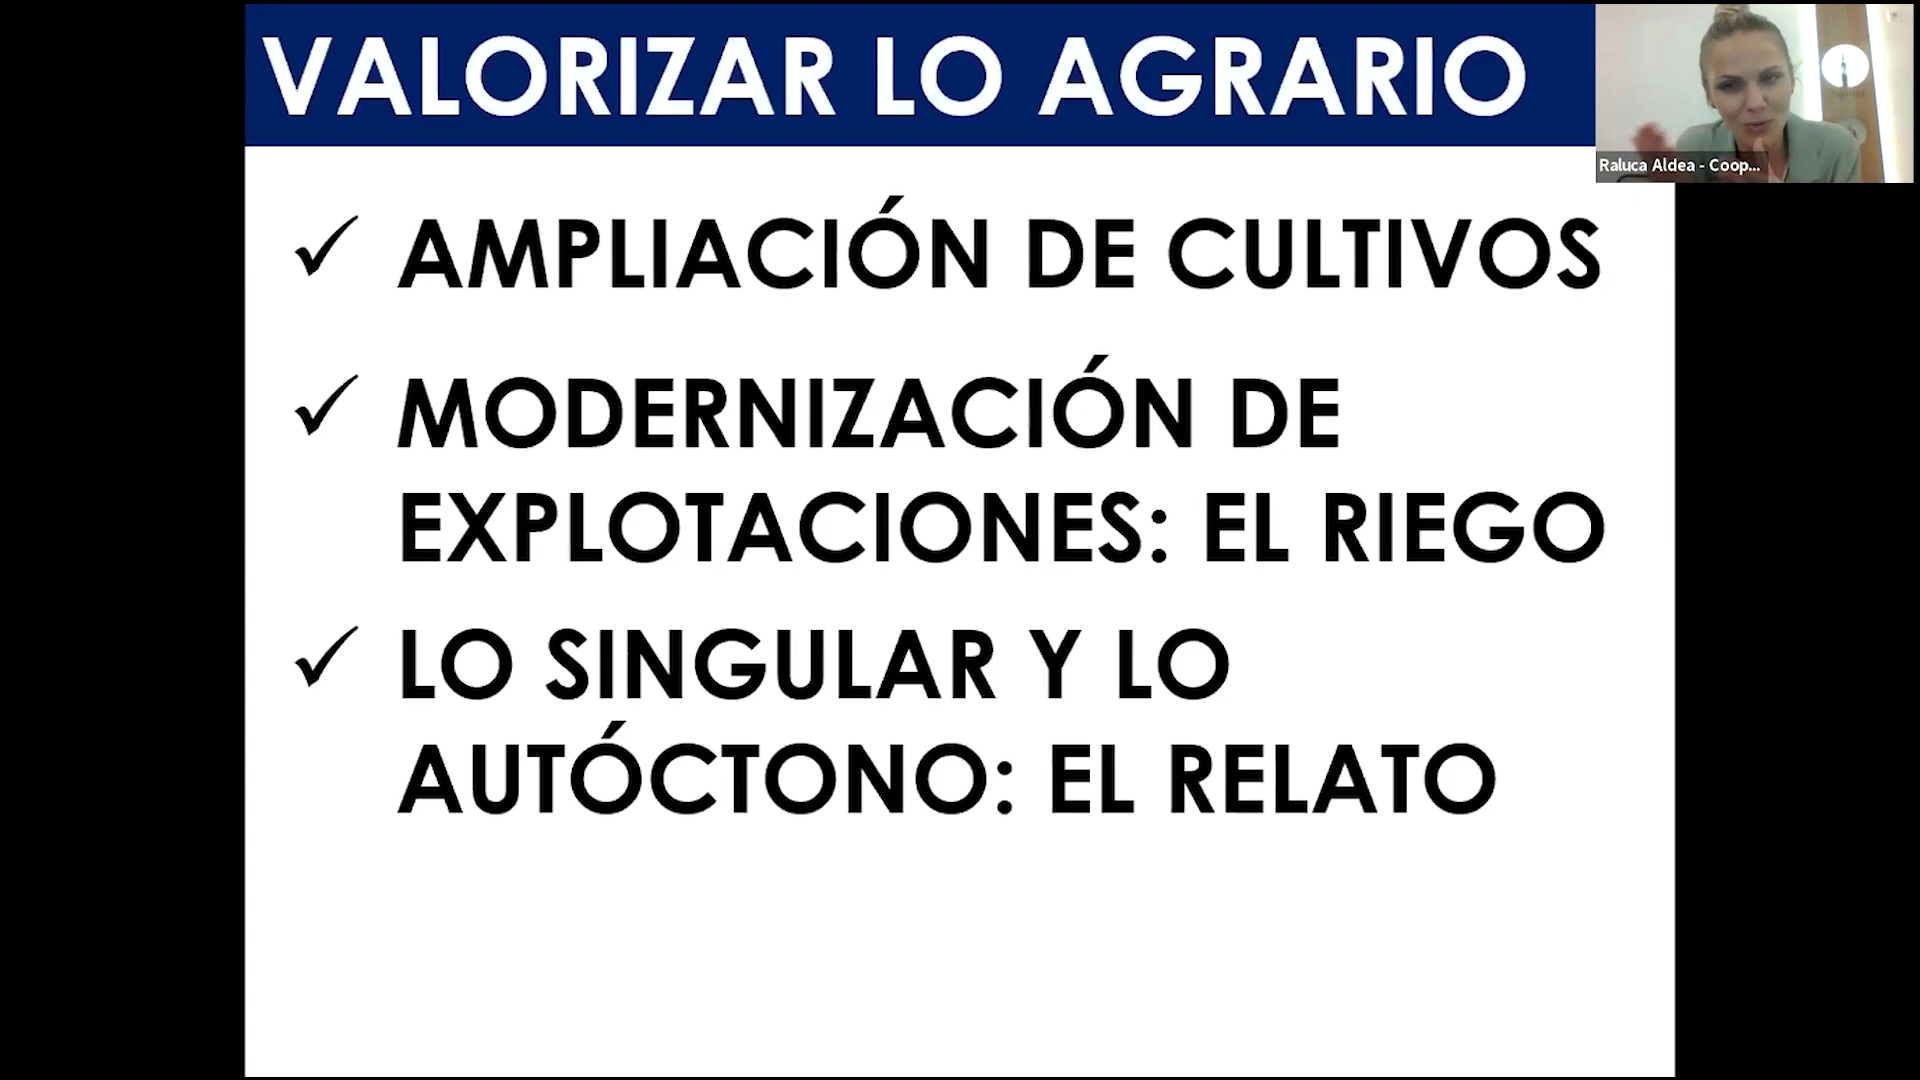 VALORIZAR LO AGRARIO
Raluca Aldea - Coop...
✓ AMPLIACIÓN DE CULTIVOS
✓ MODERNIZACIÓN DE
EXPLOTACIONES: EL RIEGO
✓ LO SINGULAR Y LO
AUTÓCTONO: EL RELATO